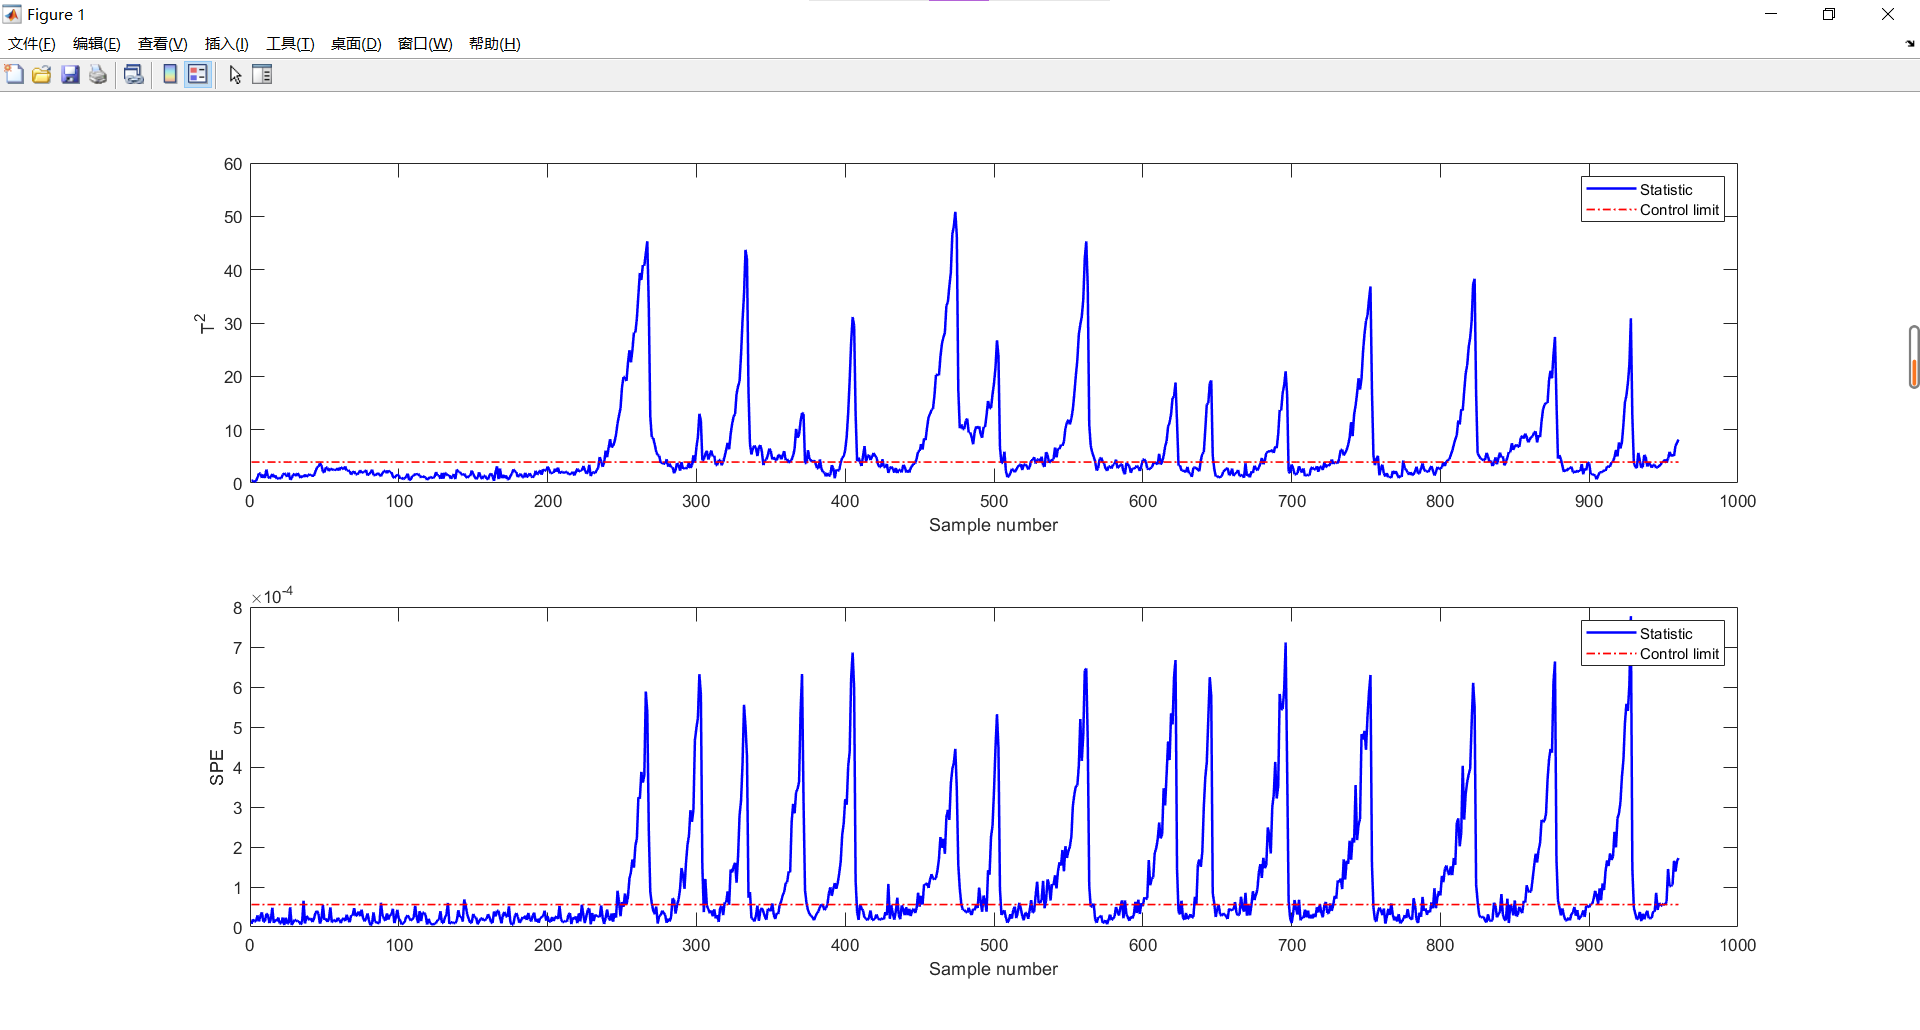 Figure 1
文件(F) 编辑(E) 查看(V) 插入(I) 工具(T) 桌面(D) 窗口(W) 帮助(H)
60
50
40
30
20
10
0
T2
0 100 200 300 400 500 600 700 800 900 1000
Sample number
Statistic
Control limit
×10-4
8
7
6
5
4
3
2
1
0
SPE
0 100 200 300 400 500 600 700 800 900 1000
Sample number
Statistic
Control limit